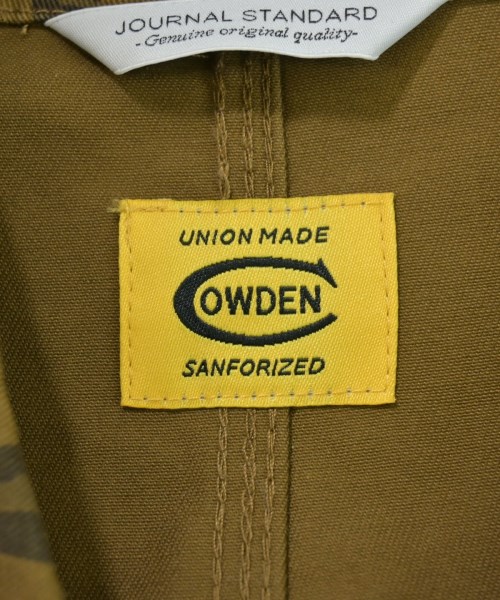 JOURNAL STANDARD
-Genuine original quality-
UNION MADE
COWDEN
SANFORIZED